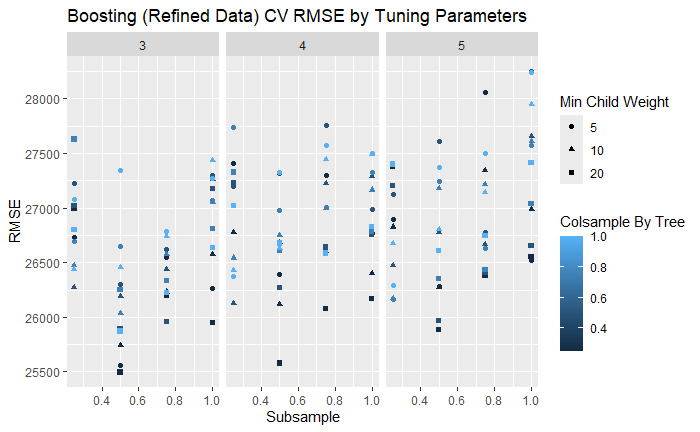 Boosting (Refined Data) CV RMSE by Tuning Parameters
3 4 5
RMSE
28000
27500
27000
26500
26000
25500
0.4 0.6 0.8 1.0 0.4 0.6 0.8 1.0 0.4 0.6 0.8 1.0
Subsample
Min Child Weight
5
10
20
Colsample By Tree
1.0
0.8
0.6
0.4